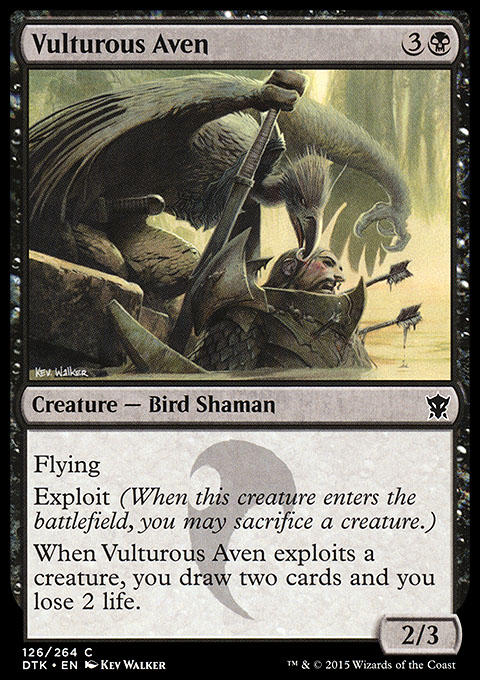 Vulturous Aven 3
KEV WALKER
Creature — Bird Shaman
Flying
Exploit (When this creature enters the
battlefield, you may sacrifice a creature.)
When Vulturous Aven exploits a
creature, you draw two cards and you
lose 2 life.
2/3
126/264 C
DTK • EN KEV WALKER
™ & © 2015 Wizards of the Coast